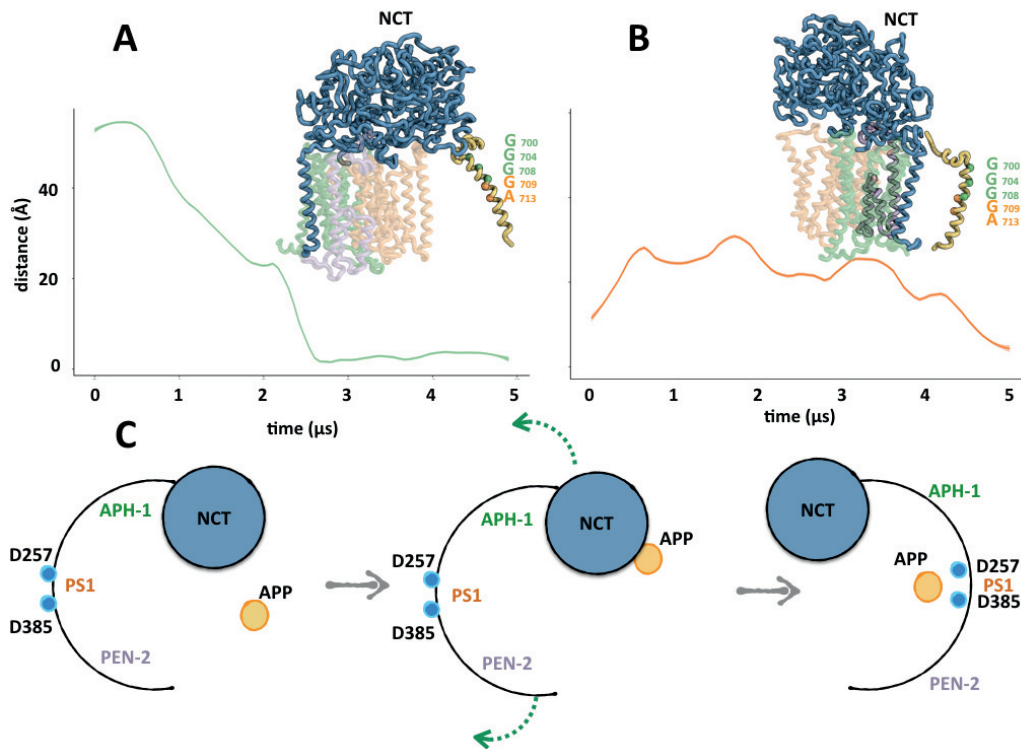 A
NCT
B
NCT
G 700
G 704
G 708
G 709
A 713
G 700
G 704
G 708
G 709
A 713
distance (Å)
40
20
0
0 1 2 3 4 5
0 1 2 3 4 5
time (μs)
time (μs)
C
APH-1
NCT
D257
PS1
APP
D385
PEN-2
APH-1
NCT
APP
D257
PS1
D385
PEN-2
NCT
APH-1
APP
D257
PS1
D385
PEN-2